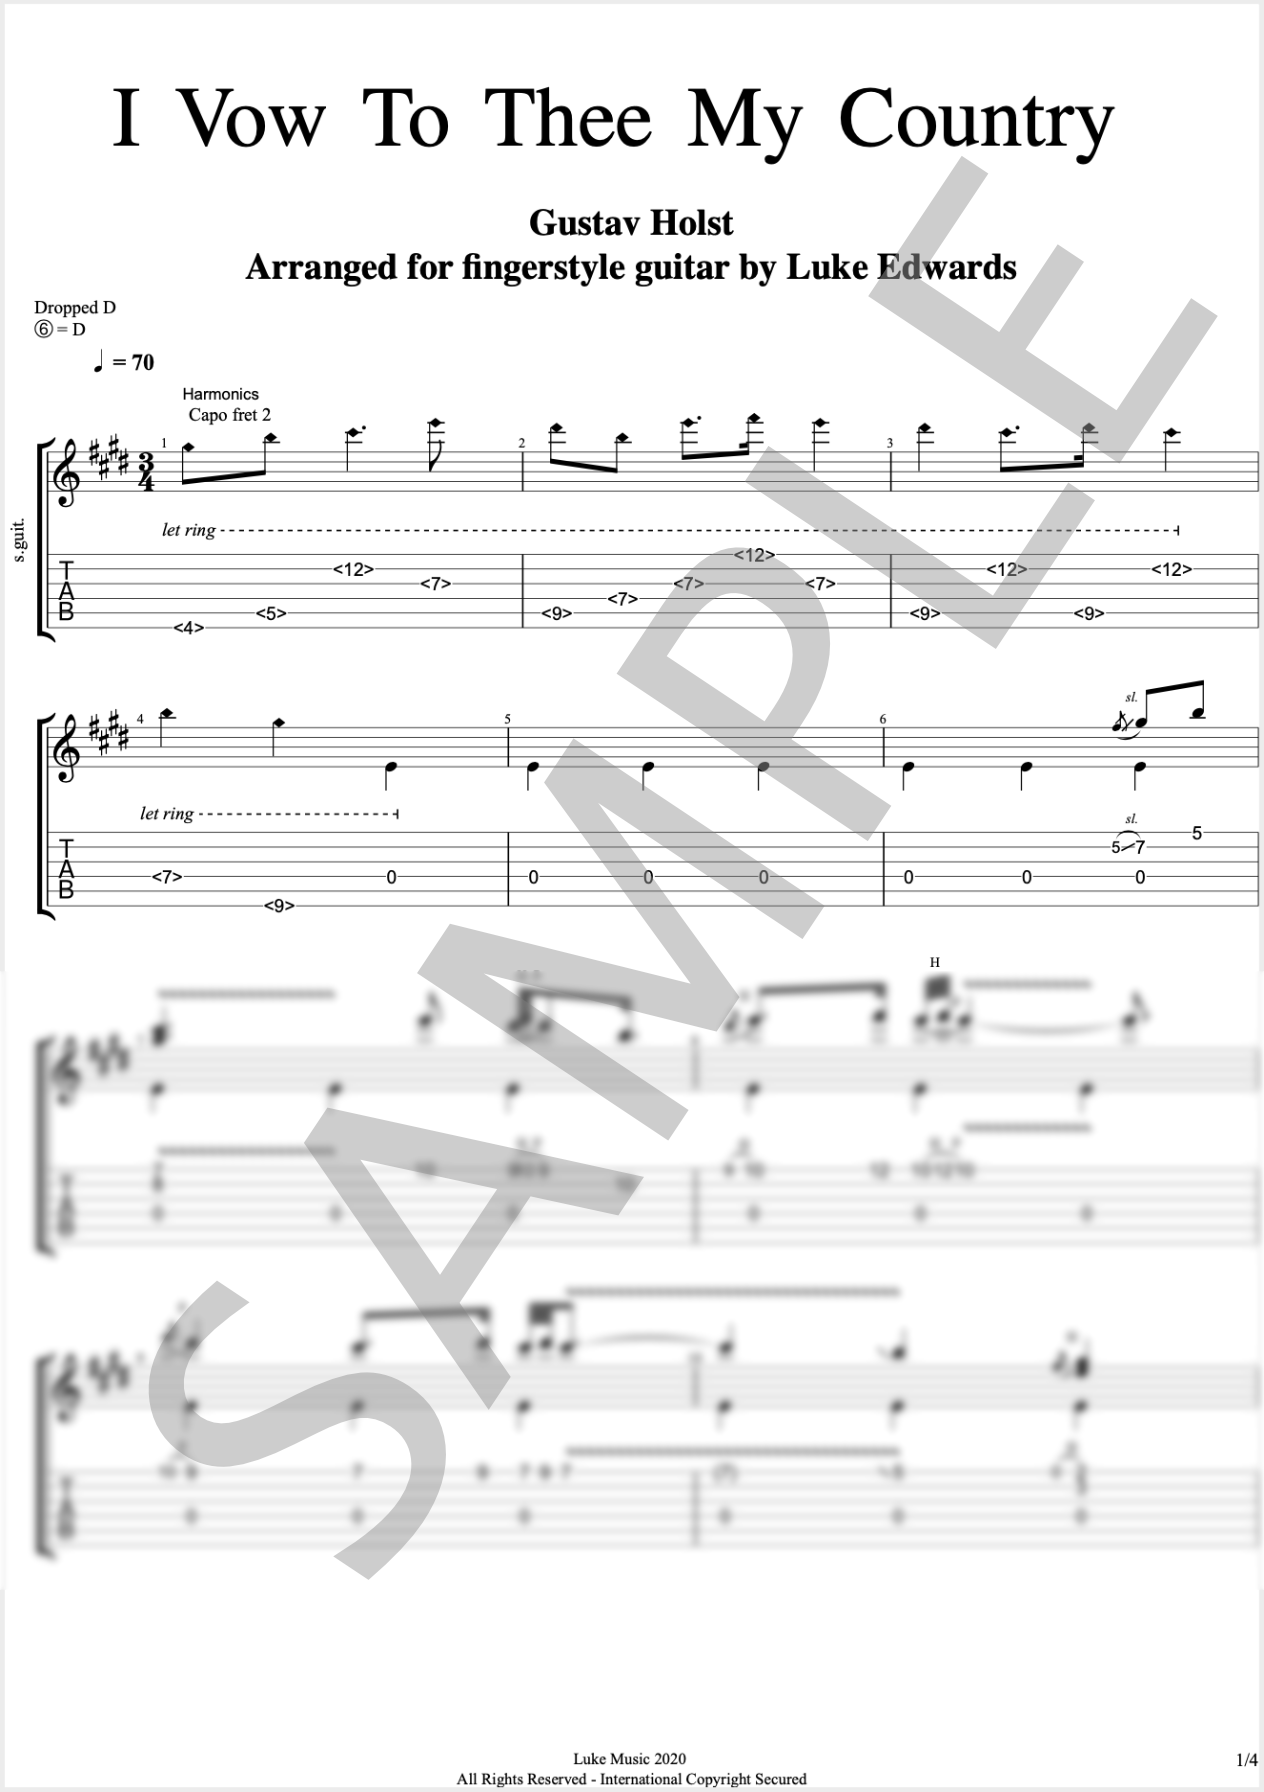 I Vow To Thee My Country
Gustav Holst
Arranged for fingerstyle guitar by Luke Edwards
Dropped D
⑥ = D
♩ = 70
Harmonics
Capo fret 2
1 2 3
3
4
s.guit.
let ring
T
A
B
<4> <5> <12> <7> <9> <7> <7> <12> <7> <9> <12> <9> <12>
4 5 6
sl.
let ring
sl.
T
A
B
<7> <9> 0 0 0 0 0 0 5 7 0 5
H
SAMPLE
Luke Music 2020
All Rights Reserved - International Copyright Secured
1/4